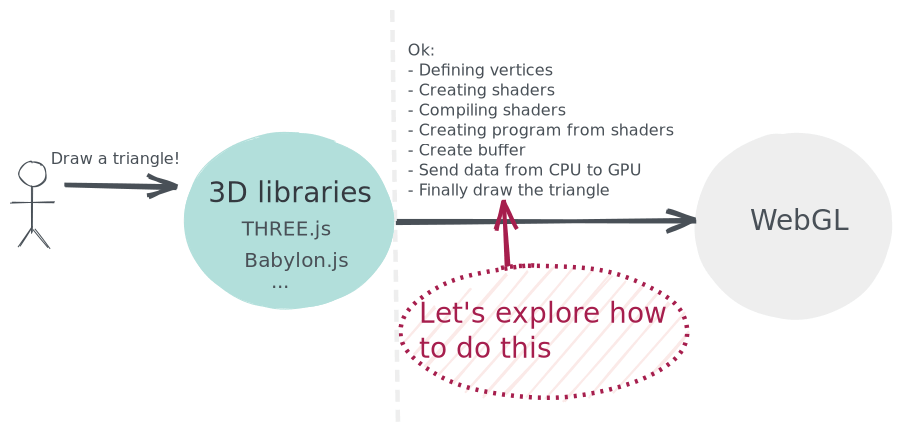 Draw a triangle!
3D libraries
THREE.js
Babylon.js
...
Ok:
- Defining vertices
- Creating shaders
- Compiling shaders
- Creating program from shaders
- Create buffer
- Send data from CPU to GPU
- Finally draw the triangle
WebGL
Let's explore how
to do this